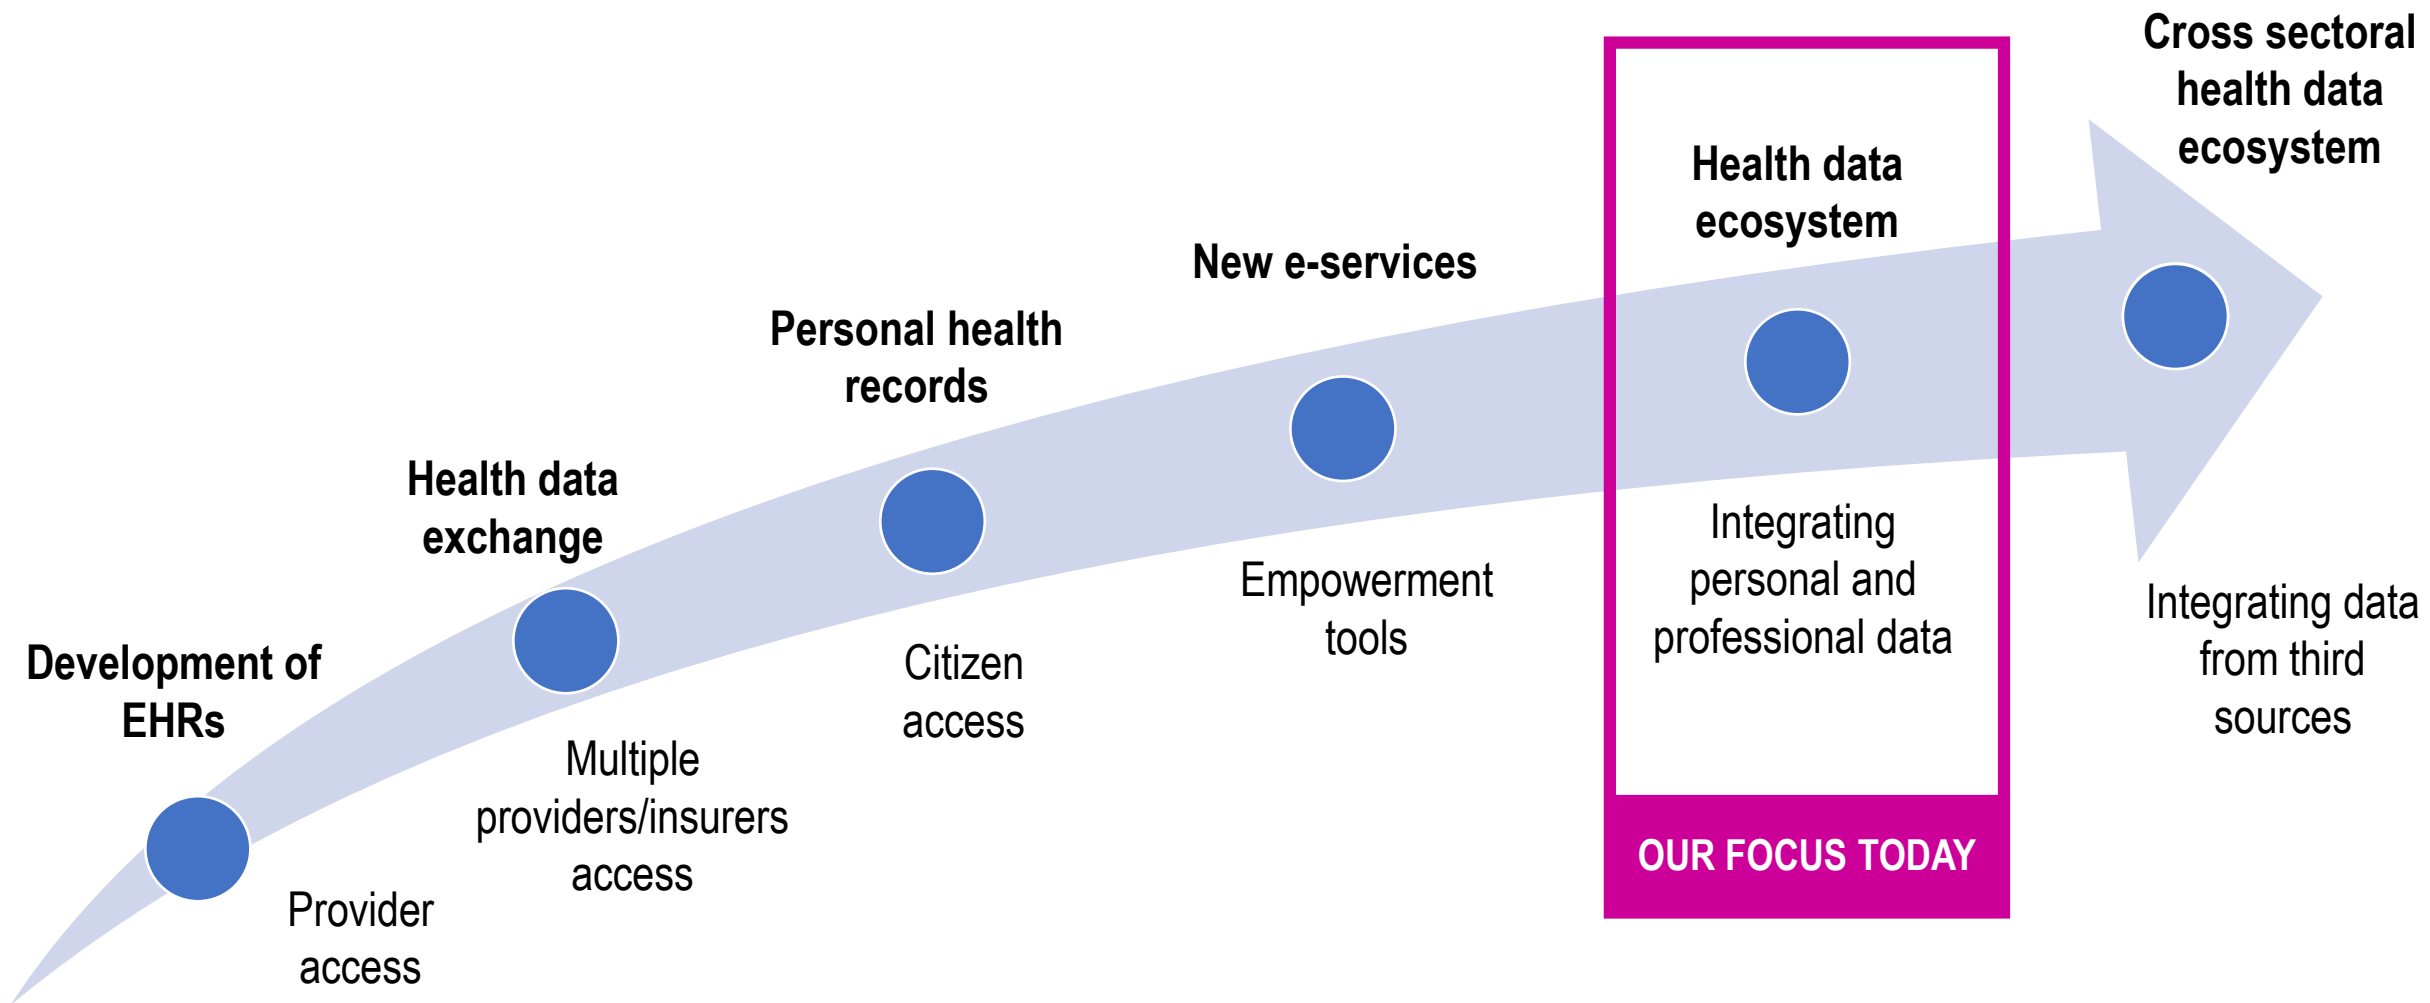 Development of
EHRs
Provider
access
Health data
exchange
Multiple
providers/insurers
access
Personal health
records
Citizen
access
New e-services
Empowerment
tools
Health data
ecosystem
Integrating
personal and
professional data
OUR FOCUS TODAY
Cross sectoral
health data
ecosystem
Integrating data
from third
sources